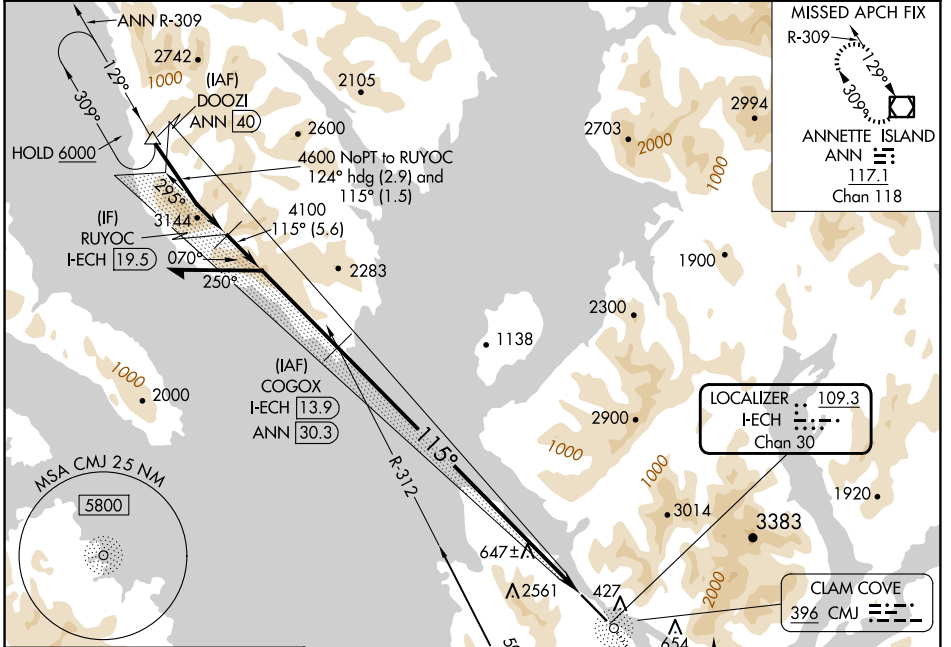 ANN R-309
129°
309°
HOLD 6000
2742
1000
(IAF)
DOOZI
ANN 40
2105
2600
4600 NoPT to RUYOC
124° hdg (2.9) and
115° (1.5)
295°
3144
4100
115° (5.6)
(IF)
RUYOC
I-ECH 19.5
070°
250°
2283
1000
2000
(IAF)
COGOX
I-ECH 13.9
ANN 30.3
1138
115°
R-312
MISSED APCH FIX
R-309
129°
309°
ANNETTE ISLAND
ANN
117.1
Chan 118
2703
2000
2994
1000
1900
2300
2900
1000
1000
LOCALIZER 109.3
I-ECH
Chan 30
1920
3014
3383
2000
MSA CMJ 25 NM
5800
647±
2561
427
654
CLAM COVE
396 CMJ